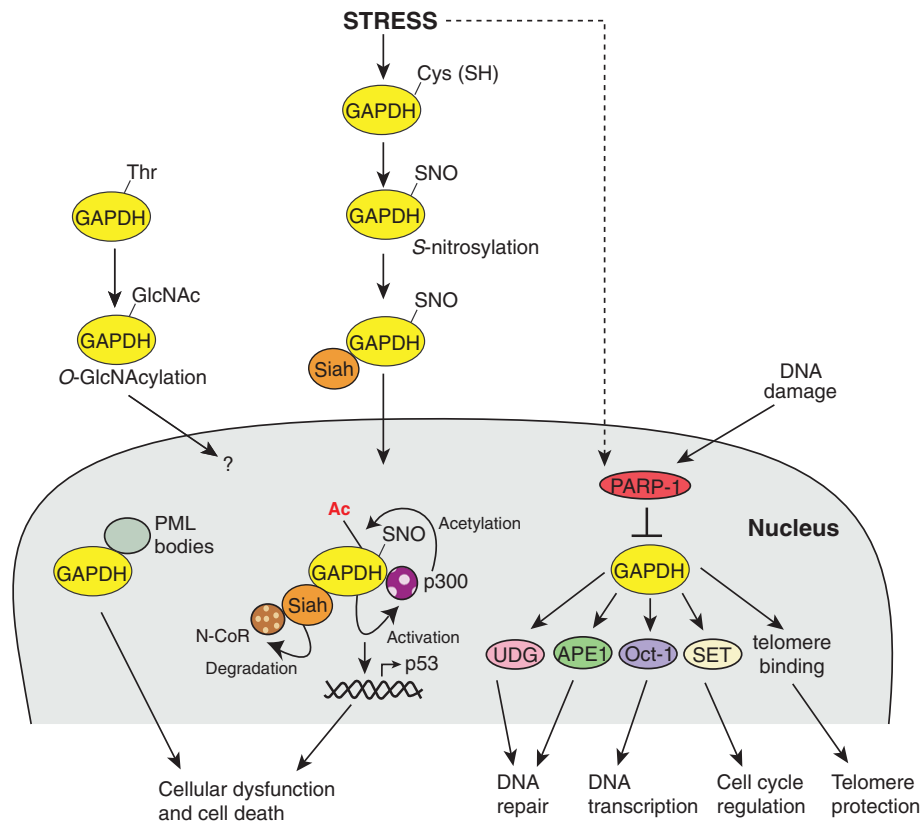 STRESS
Cys (SH)
GAPDH
SNO
GAPDH
S-nitrosylation
SNO
GAPDH
Siah
Thr
GAPDH
GlcNAc
GAPDH
O-GlcNAcylation
?
DNA
damage
PARP-1
Nucleus
GAPDH
UDG
APE1
Oct-1
SET
telomere
binding
PML
bodies
GAPDH
Ac
SNO
Acetylation
GAPDH
p300
Siah
N-CoR
Degradation
Activation
p53
Cellular dysfunction
and cell death
DNA
repair
DNA
transcription
Cell cycle
regulation
Telomere
protection